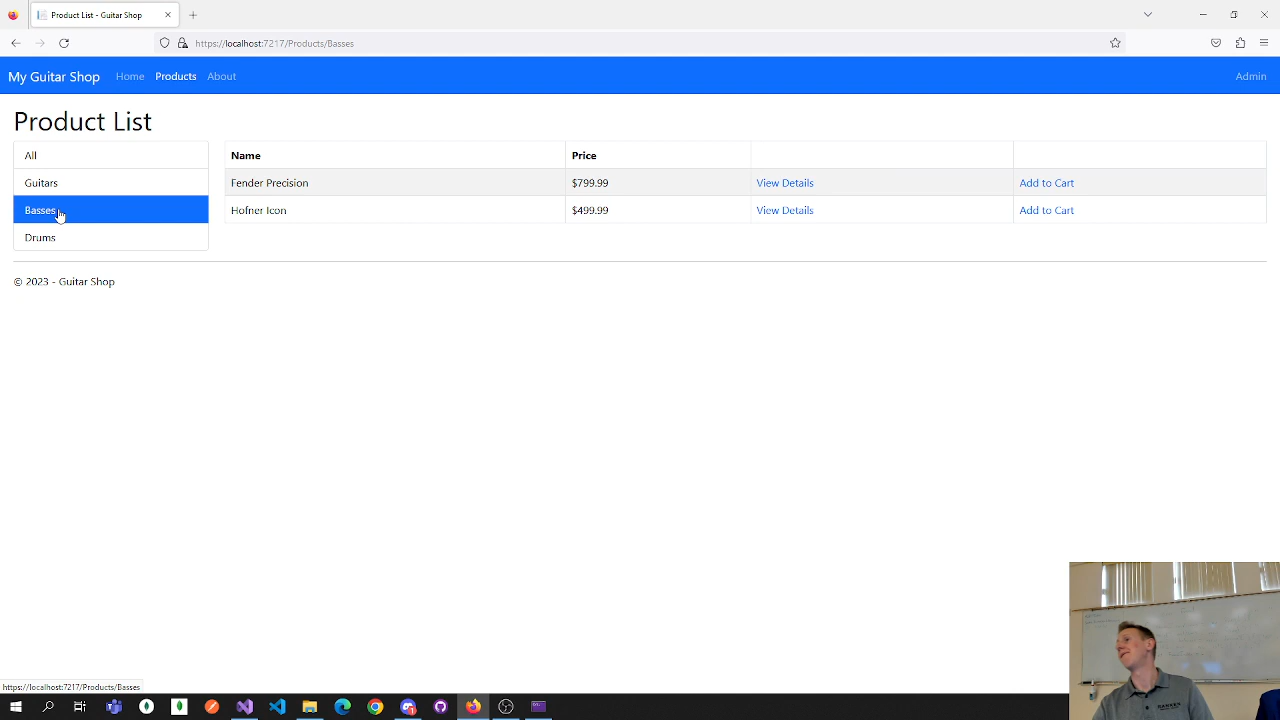 Product List - Guitar Shop
https://localhost:7217/Products/Basses
My Guitar Shop Home Products About Admin
Product List
All
Guitars
Basses
Drums
Name Price
Fender Precision $799.99 View Details Add to Cart
Hofner Icon $499.99 View Details Add to Cart
© 2023 - Guitar Shop
https://localhost:7217/Products/Basses